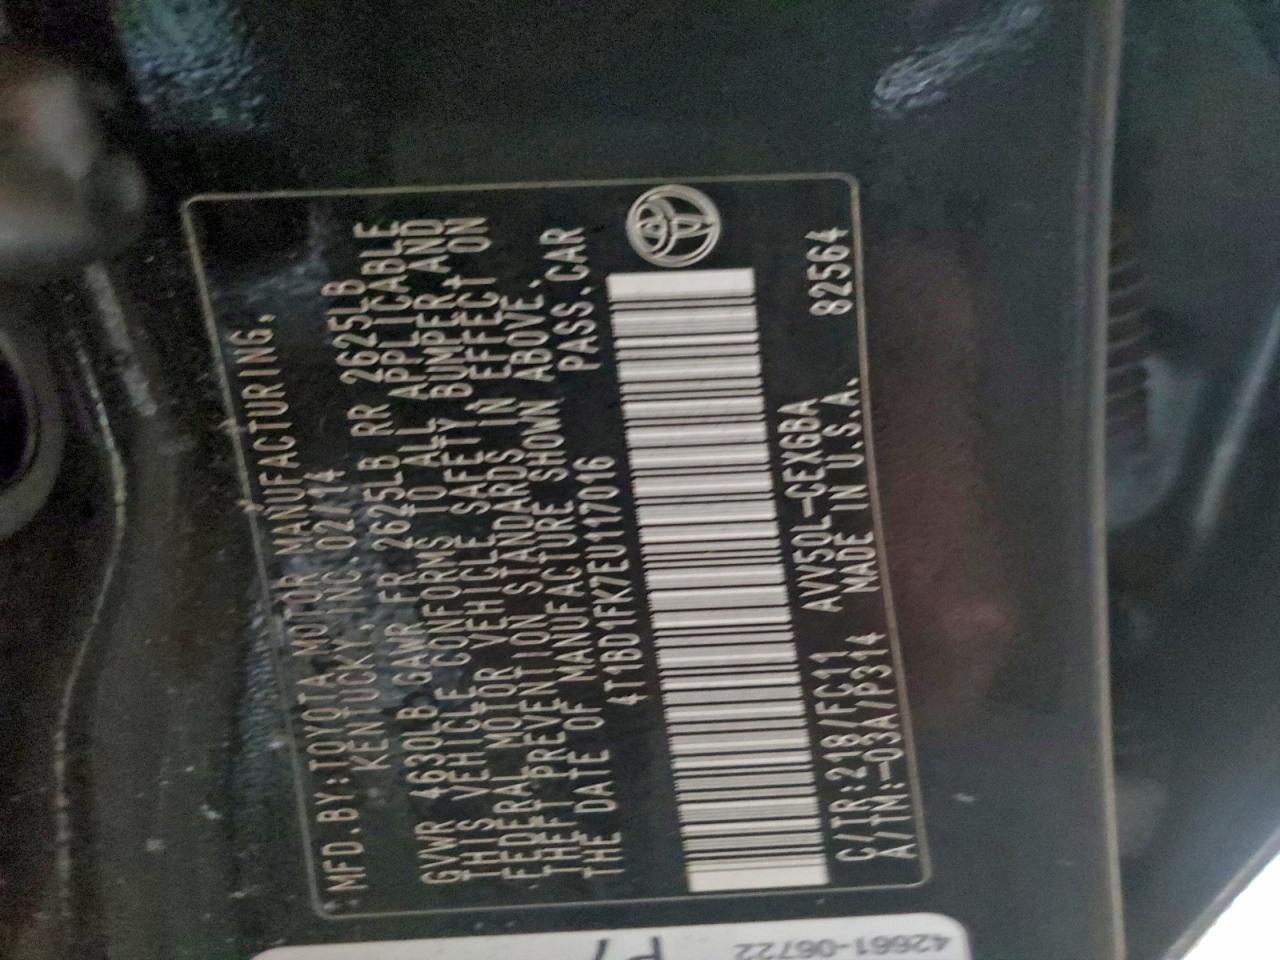 MFD.BY:TOYOTA MOTOR MANUFACTURING,
KENTUCKY,INC.02/14
GVWR 4630LB GAWR FR 2625LB RR 2625LB
THIS VEHICLE CONFORMS TO ALL APPLICABLE
FEDERAL MOTOR VEHICLE SAFETY,BUMPER,AND
THEFT PREVENTION STANDARDS IN EFFECT ON
THE DATE OF MANUFACTURE SHOWN ABOVE.
4T1BD1FK7EU117016 PASS.CAR
C/TR:218/FC11 AVV50L-CEXGBA
A/TM:-03A/P314 MADE IN U.S.A. 82564
42661-06722